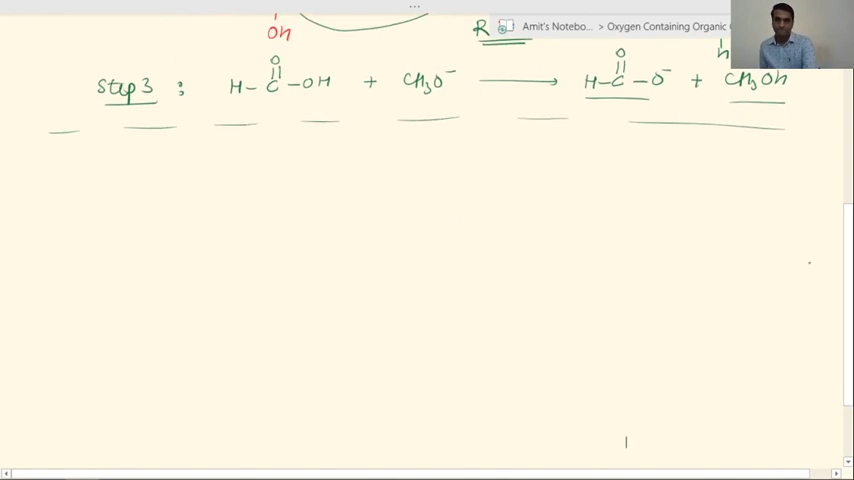 ...
Oh
R
Amit's Notebo... > Oxygen Containing Organic
h
Step 3 : H-C(=O)-OH + CH3O⁻ → H-C(=O)-O⁻ + CH3Oh